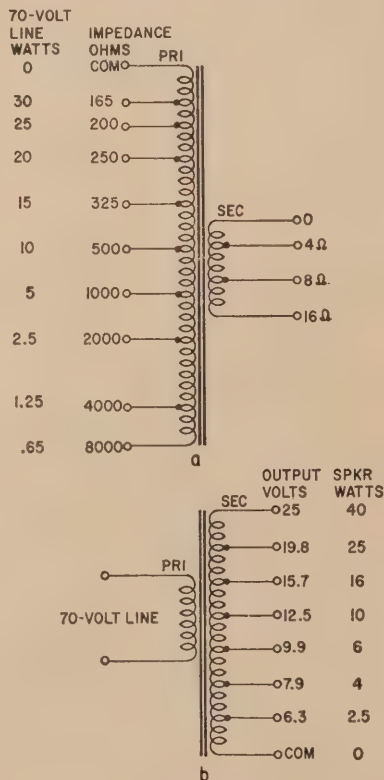 70-VOLT
LINE IMPEDANCE
WATTS OHMS PRI
0 COM
30 165
25 200
20 250
15 325
10 500
5 1000
2.5 2000
1.25 4000
.65 8000
SEC
0
4Ω
8Ω
16Ω
a
OUTPUT SPKR
SEC VOLTS WATTS
25 40
19.8 25
PRI
15.7 16
70-VOLT LINE
12.5 10
9.9 6
7.9 4
6.3 2.5
COM 0
b